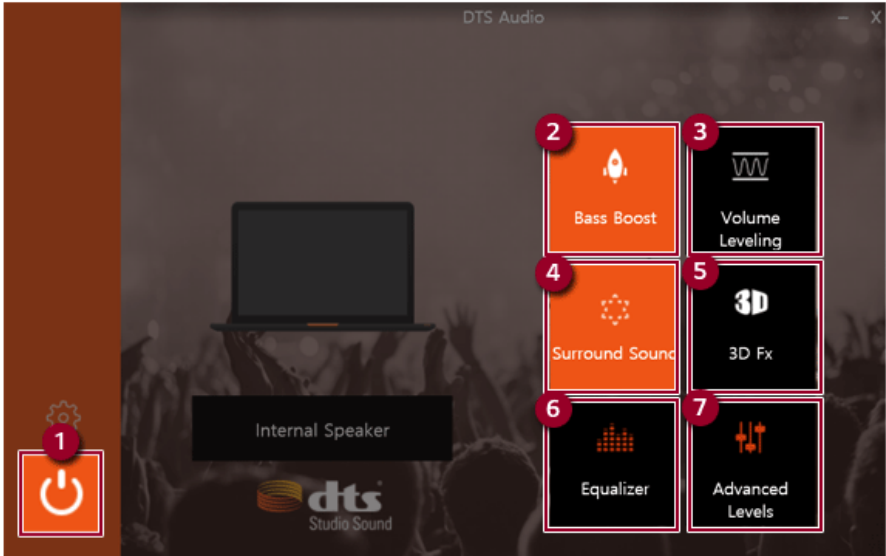 DTS Audio
– X
2
Bass Boost
3
Volume
Leveling
4
Surround Sound
5
3D
3D Fx
1
Internal Speaker
dts
Studio Sound
6
Equalizer
7
Advanced
Levels